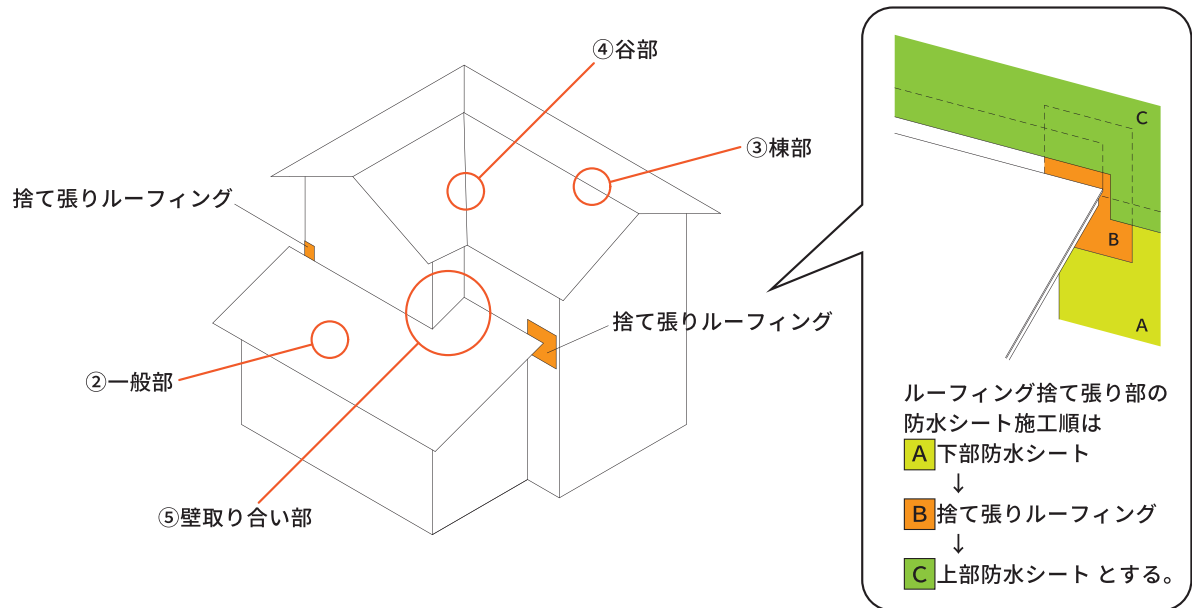 ④谷部
③棟部
捨て張りルーフィング
捨て張りルーフィング
②一般部
⑤壁取り合い部
C
B
A
ルーフィング捨て張り部の
防水シート施工順は
A 下部防水シート
↓
B 捨て張りルーフィング
↓
C 上部防水シート とする。